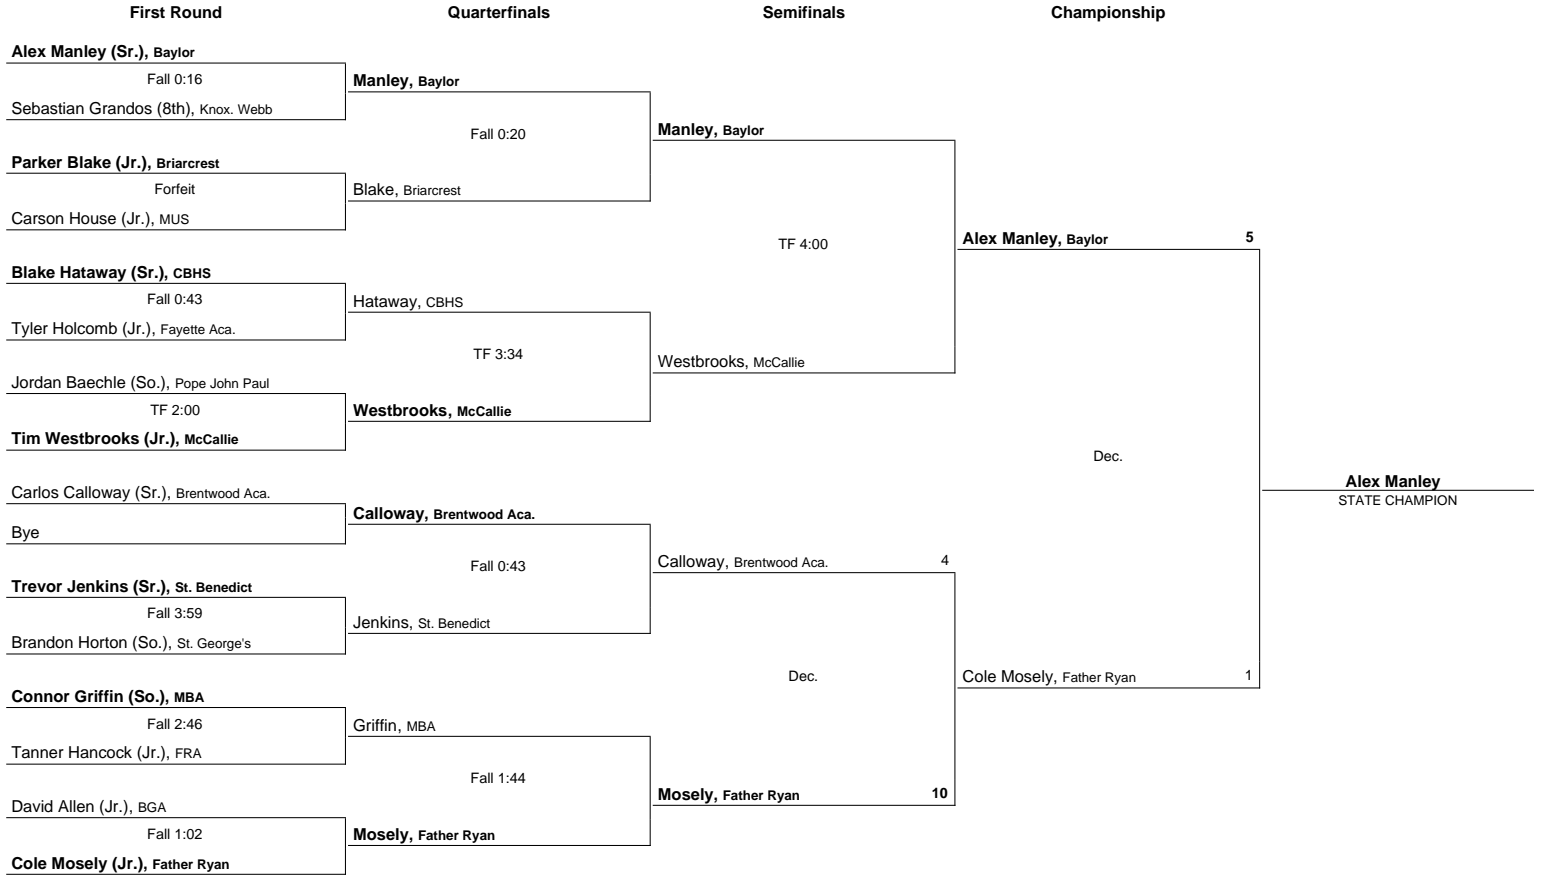 First Round Quarterfinals Semifinals Championship
Alex Manley (Sr.), Baylor
Fall 0:16
Sebastian Grandos (8th), Knox. Webb
Parker Blake (Jr.), Briarcrest
Forfeit
Carson House (Jr.), MUS
Blake Hataway (Sr.), CBHS
Fall 0:43
Tyler Holcomb (Jr.), Fayette Aca.
Jordan Baechle (So.), Pope John Paul
TF 2:00
Tim Westbrooks (Jr.), McCallie
Carlos Calloway (Sr.), Brentwood Aca.
Bye
Trevor Jenkins (Sr.), St. Benedict
Fall 3:59
Brandon Horton (So.), St. George's
Connor Griffin (So.), MBA
Fall 2:46
Tanner Hancock (Jr.), FRA
David Allen (Jr.), BGA
Fall 1:02
Cole Mosely (Jr.), Father Ryan
Manley, Baylor
Fall 0:20
Blake, Briarcrest
Hataway, CBHS
TF 3:34
Westbrooks, McCallie
Calloway, Brentwood Aca.
Fall 0:43
Jenkins, St. Benedict
Griffin, MBA
Fall 1:44
Mosely, Father Ryan
Manley, Baylor
TF 4:00
Westbrooks, McCallie
Calloway, Brentwood Aca. 4
Dec.
Mosely, Father Ryan 10
Alex Manley, Baylor 5
Dec.
Cole Mosely, Father Ryan 1
Alex Manley
STATE CHAMPION